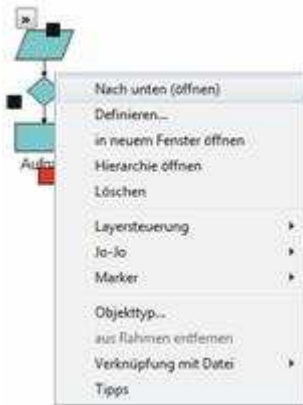 »
Nach unten (öffnen)
Definieren...
in neuem Fenster öffnen
Hierarchie öffnen
Löschen
Layersteuerung
Jo-Jo
Marker
Objekttyp...
aus Rahmen entfernen
Verknüpfung mit Datei
Tipps